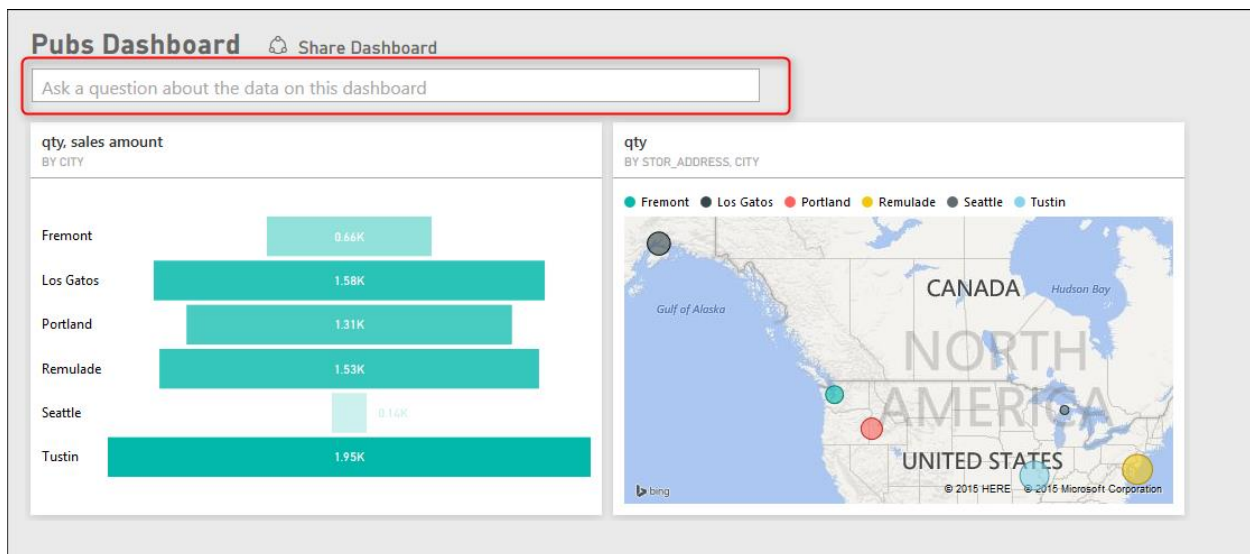 Pubs Dashboard Share Dashboard
Ask a question about the data on this dashboard
qty, sales amount
BY CITY
Fremont 0.66K
Los Gatos 1.58K
Portland 1.31K
Remulade 1.53K
Seattle 0.14K
Tustin 1.95K
qty
BY STOR_ADDRESS, CITY
Fremont Los Gatos Portland Remulade Seattle Tustin
CANADA
Hudson Bay
Gulf of Alaska
NORTH
AMERICA
UNITED STATES
bing © 2015 HERE © 2015 Microsoft Corporation